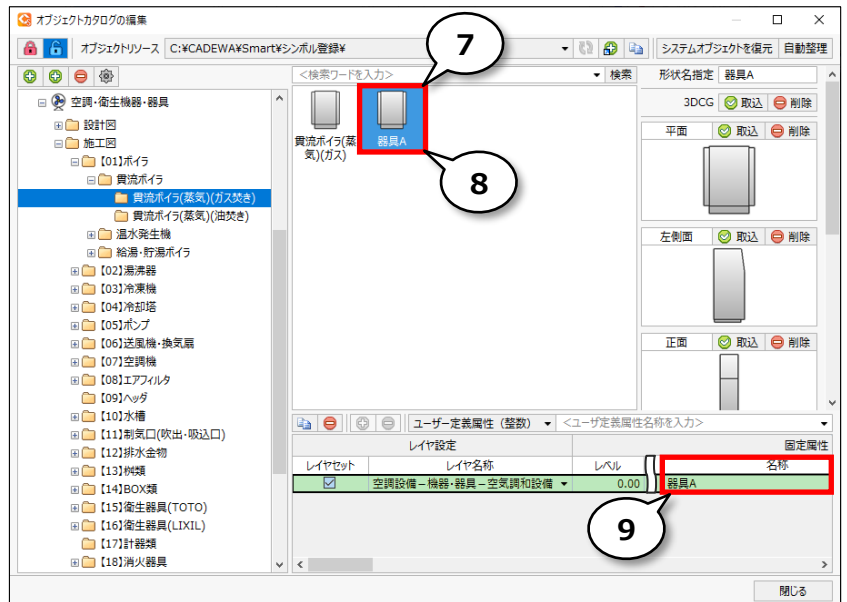 オブジェクトカタログの編集
オブジェクトリソース C:¥CADEWA¥Smart¥シンボル登録¥ システムオブジェクトを復元 自動整理
7
<検索ワードを入力> 検索 形状名指定 器具A
空調・衛生機器・器具
設計図
施工図
【01】ボイラ
貫流ボイラ
貫流ボイラ(蒸気)(ガス焚き)
貫流ボイラ(蒸気)(油焚き)
温水発生機
給湯・貯湯ボイラ
【02】湯沸器
【03】冷凍機
【04】冷却塔
【05】ポンプ
【06】送風機・換気扇
【07】空調機
【08】エアフィルタ
【09】ヘッダ
【10】水槽
【11】制気口(吹出・吸込口)
【12】排水金物
【13】桝類
【14】BOX類
【15】衛生器具(TOTO)
【16】衛生器具(LIXIL)
【17】計器類
【18】消火器具
貫流ボイラ(蒸
気)(ガス)
器具A
8
3DCG 取込 削除
平面 取込 削除
左側面 取込 削除
正面 取込 削除
ユーザー定義属性 (整数) <ユーザ定義属性名称を入力>
レイヤ設定 固定属性
レイヤセット レイヤ名称 レベル 名称
空調設備－機器・器具－空気調和設備 0.00 器具A
9
閉じる